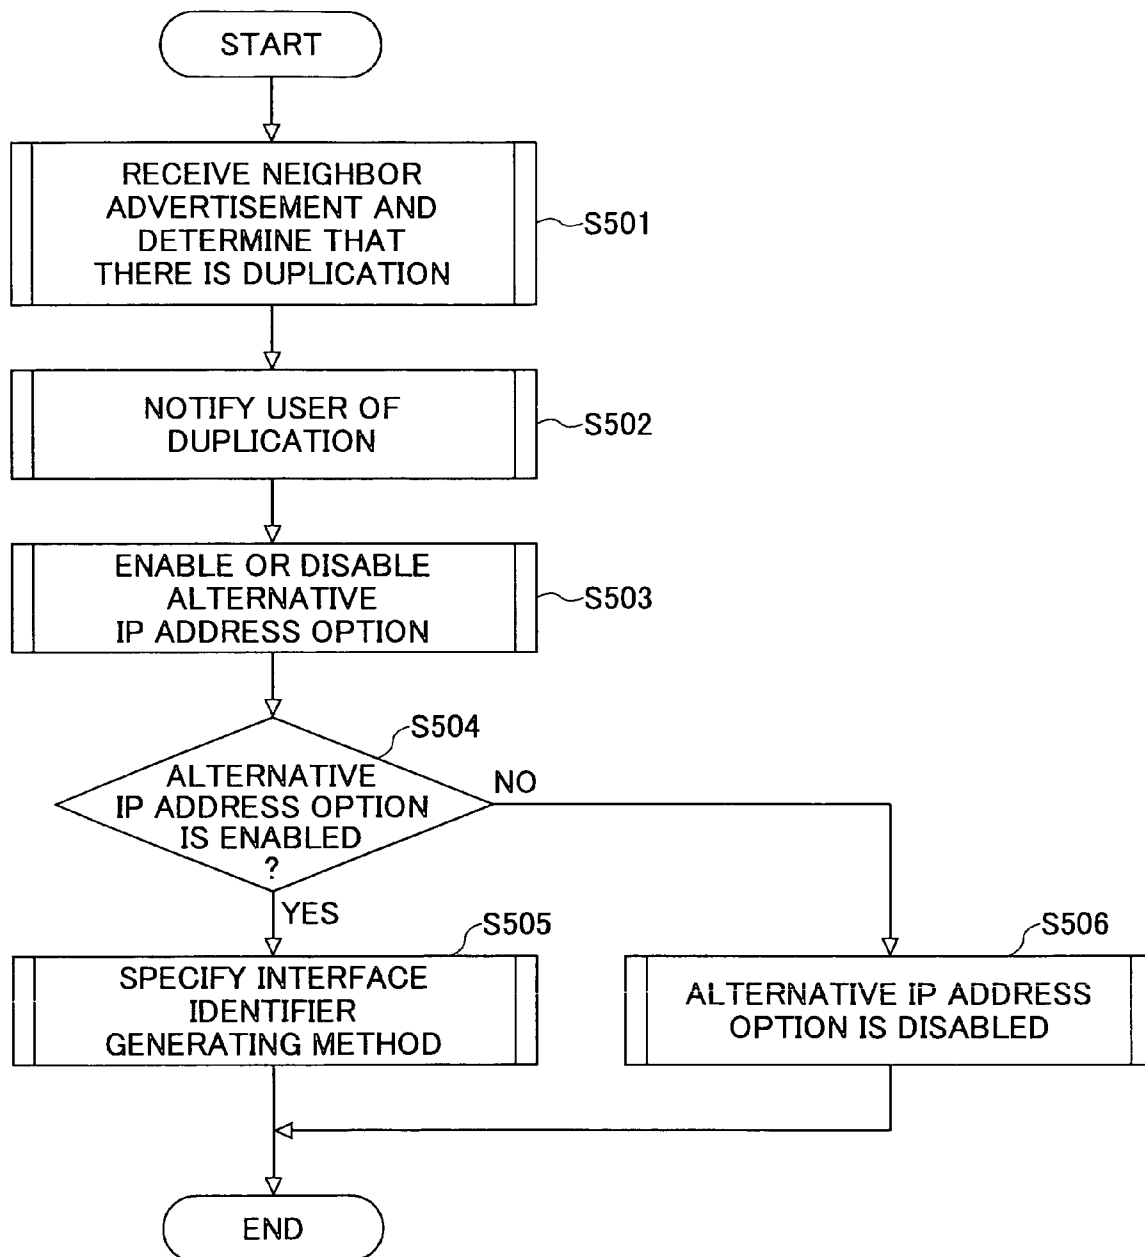 START
RECEIVE NEIGHBOR
ADVERTISEMENT AND
DETERMINE THAT
THERE IS DUPLICATION
S501
NOTIFY USER OF
DUPLICATION
S502
ENABLE OR DISABLE
ALTERNATIVE
IP ADDRESS OPTION
S503
S504
ALTERNATIVE
IP ADDRESS OPTION
IS ENABLED
?
NO
YES
S505
SPECIFY INTERFACE
IDENTIFIER
GENERATING METHOD
S506
ALTERNATIVE IP ADDRESS
OPTION IS DISABLED
END